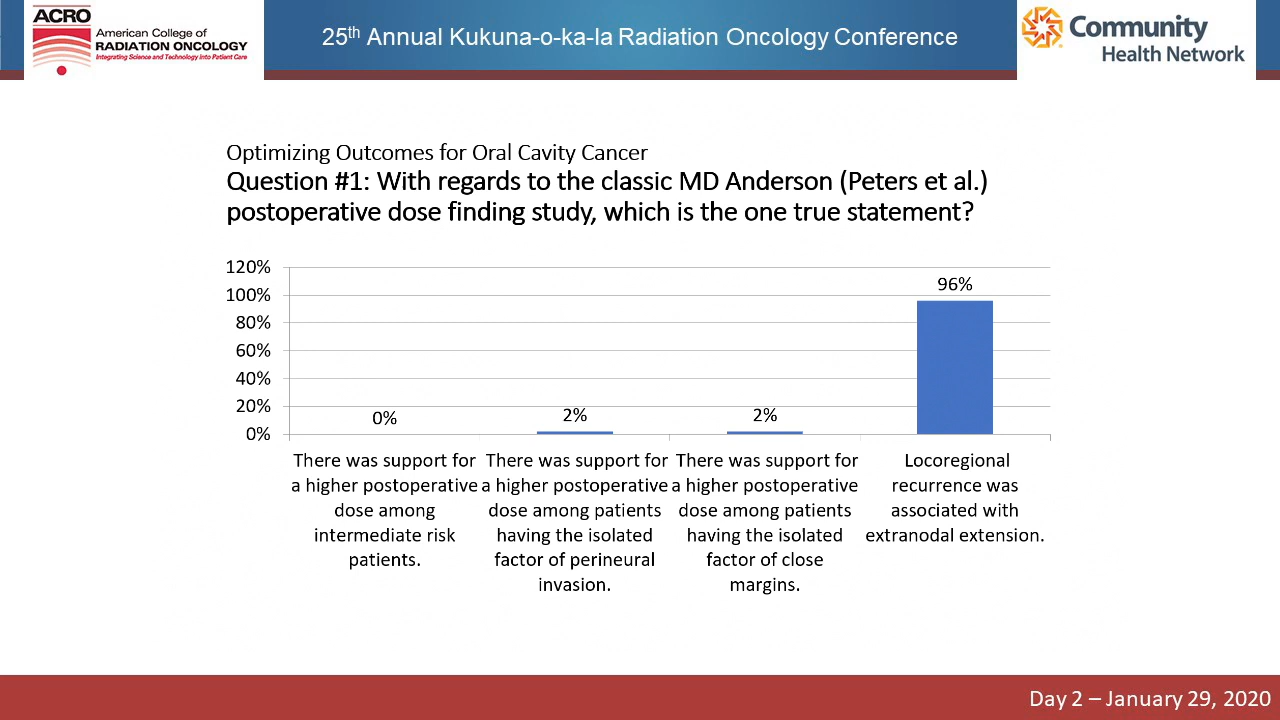 ACRO
American College of
RADIATION ONCOLOGY
Integrating Science and Technology Into Patient Care
25th Annual Kukuna-o-ka-la Radiation Oncology Conference
Community
Health Network
Optimizing Outcomes for Oral Cavity Cancer
Question #1: With regards to the classic MD Anderson (Peters et al.)
postoperative dose finding study, which is the one true statement?
120%
100%
80%
60%
40%
20%
0%
0%
2%
2%
96%
There was support for
a higher postoperative
dose among
intermediate risk
patients.
There was support for
a higher postoperative
dose among patients
having the isolated
factor of perineural
invasion.
There was support for
a higher postoperative
dose among patients
having the isolated
factor of close
margins.
Locoregional
recurrence was
associated with
extranodal extension.
Day 2 – January 29, 2020